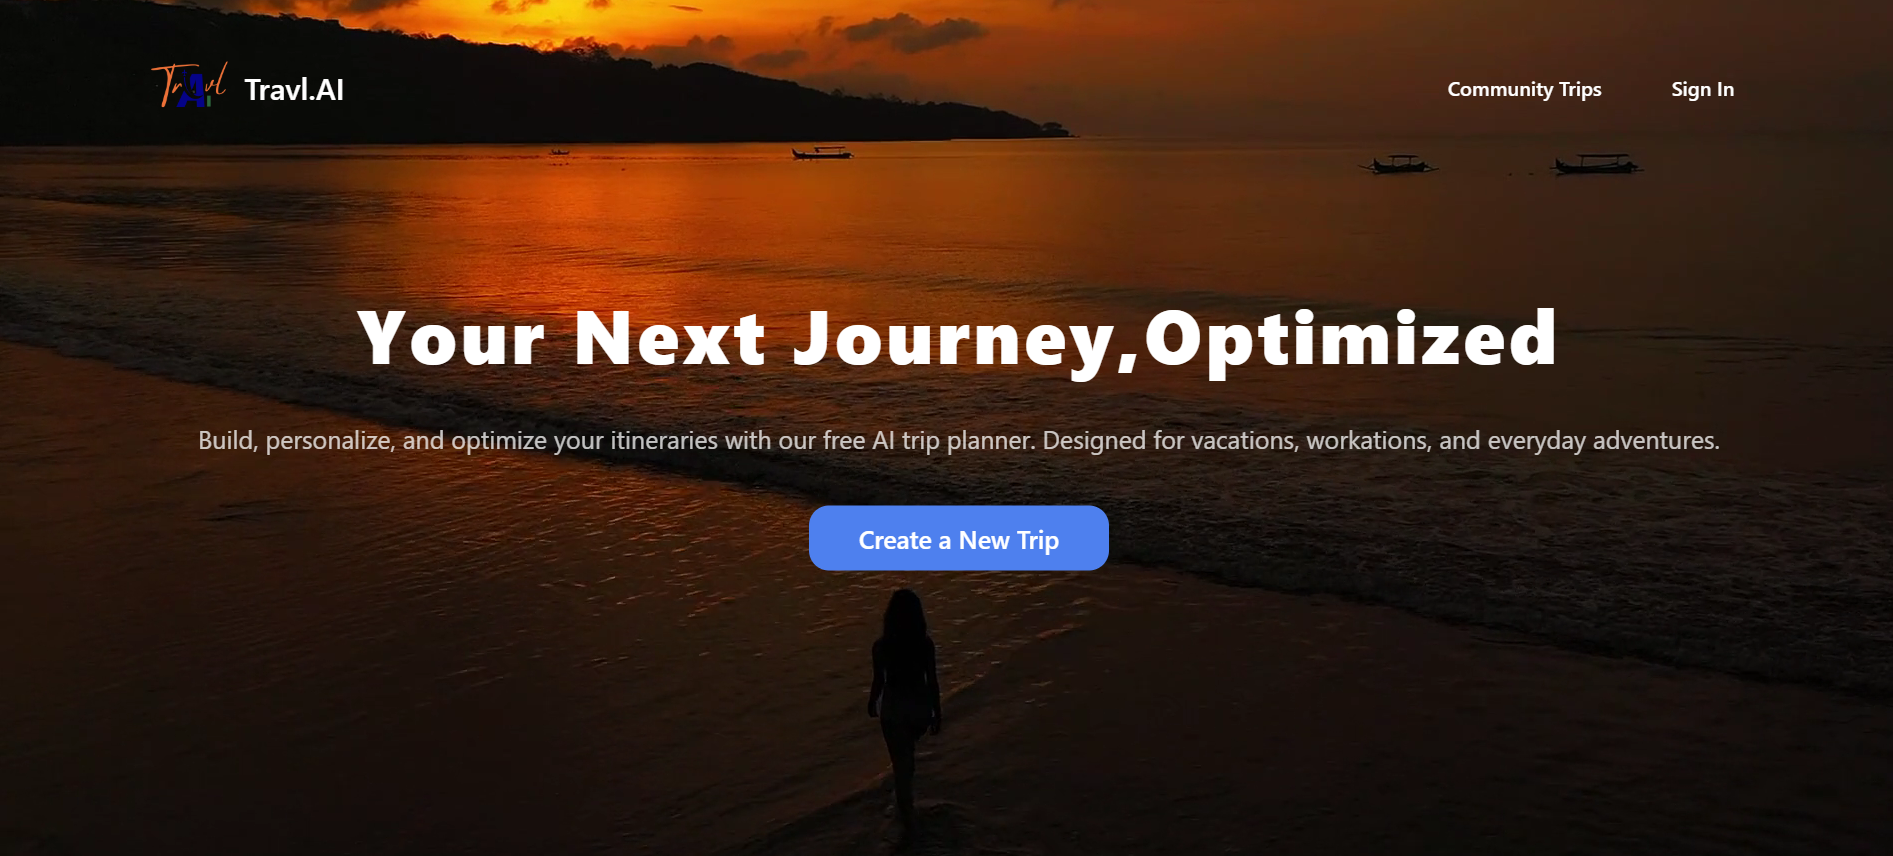 Travl
AI
Travl.AI
Community Trips
Sign In
Your Next Journey,Optimized
Build, personalize, and optimize your itineraries with our free AI trip planner. Designed for vacations, workations, and everyday adventures.
Create a New Trip